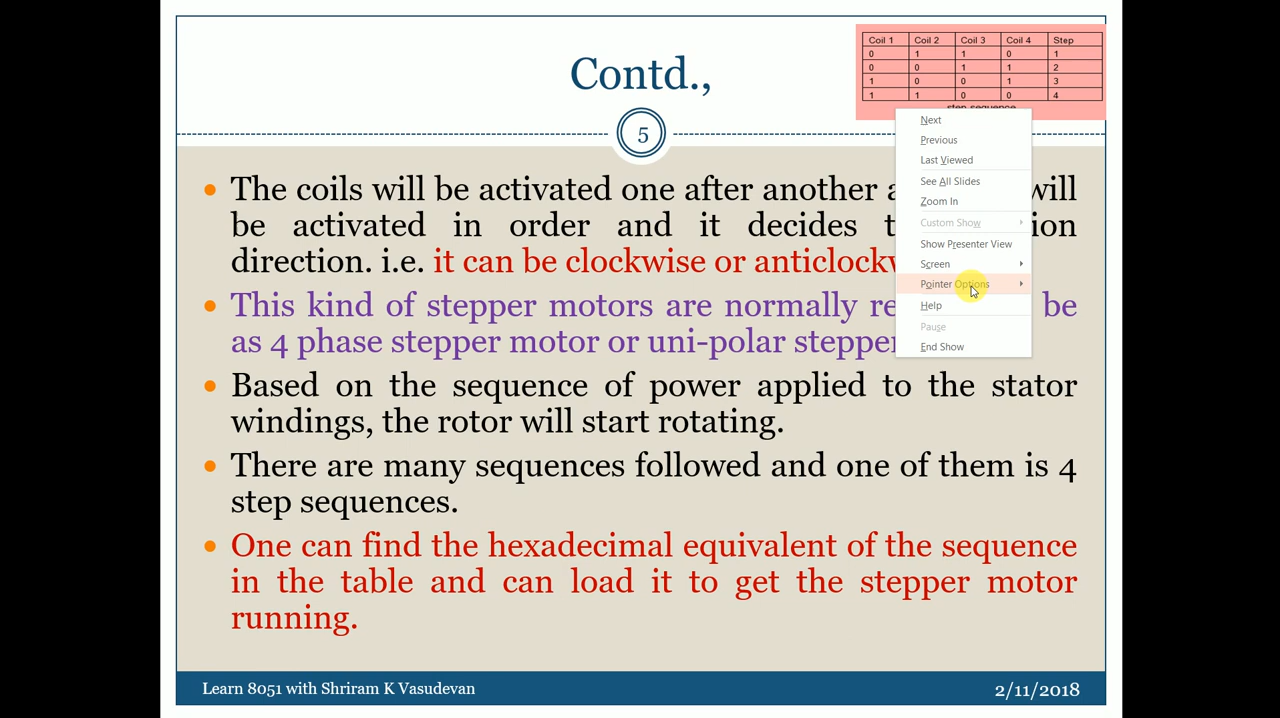 Contd.,
Coil 1 Coil 2 Coil 3 Coil 4 Step
0 1 1 0 1
0 0 1 1 2
1 0 0 1 3
1 1 0 0 4
step sequence
5
Next
Previous
Last Viewed
See All Slides
Zoom In
Custom Show
Show Presenter View
Screen
Pointer Options
Help
Pause
End Show
The coils will be activated one after another will
be activated in order and it decides
direction. i.e. it can be clockwise or
This kind of stepper motors are normally be
as 4 phase stepper motor or uni-polar stepper
Based on the sequence of power applied to the stator
windings, the rotor will start rotating.
There are many sequences followed and one of them is 4
step sequences.
One can find the hexadecimal equivalent of the sequence
in the table and can load it to get the stepper motor
running.
Learn 8051 with Shriram K Vasudevan
2/11/2018